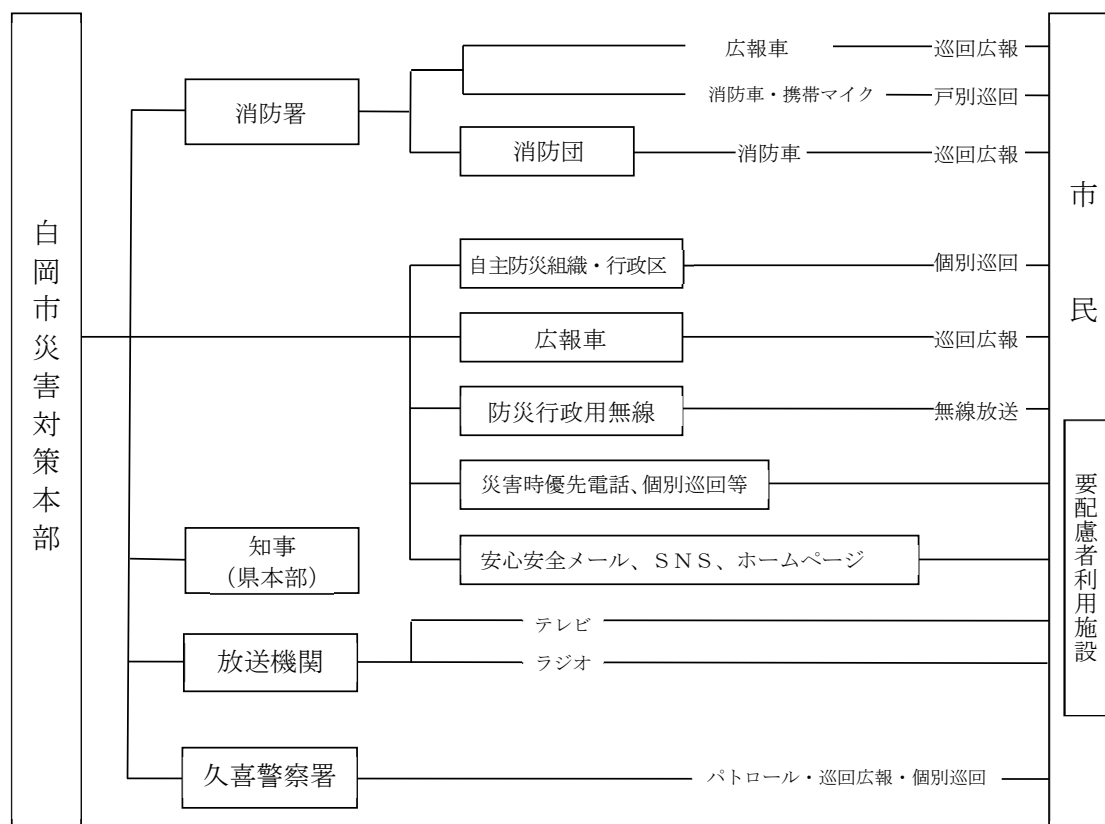 白岡市災害対策本部
消防署
広報車 巡回広報
消防車・携帯マイク 戸別巡回
消防団 消防車 巡回広報
自主防災組織・行政区 個別巡回
広報車 巡回広報
防災行政用無線 無線放送
災害時優先電話、個別巡回等
安心安全メール、ＳＮＳ、ホームページ
知事
（県本部）
放送機関
テレビ
ラジオ
久喜警察署 パトロール・巡回広報・個別巡回
市民
要配慮者利用施設